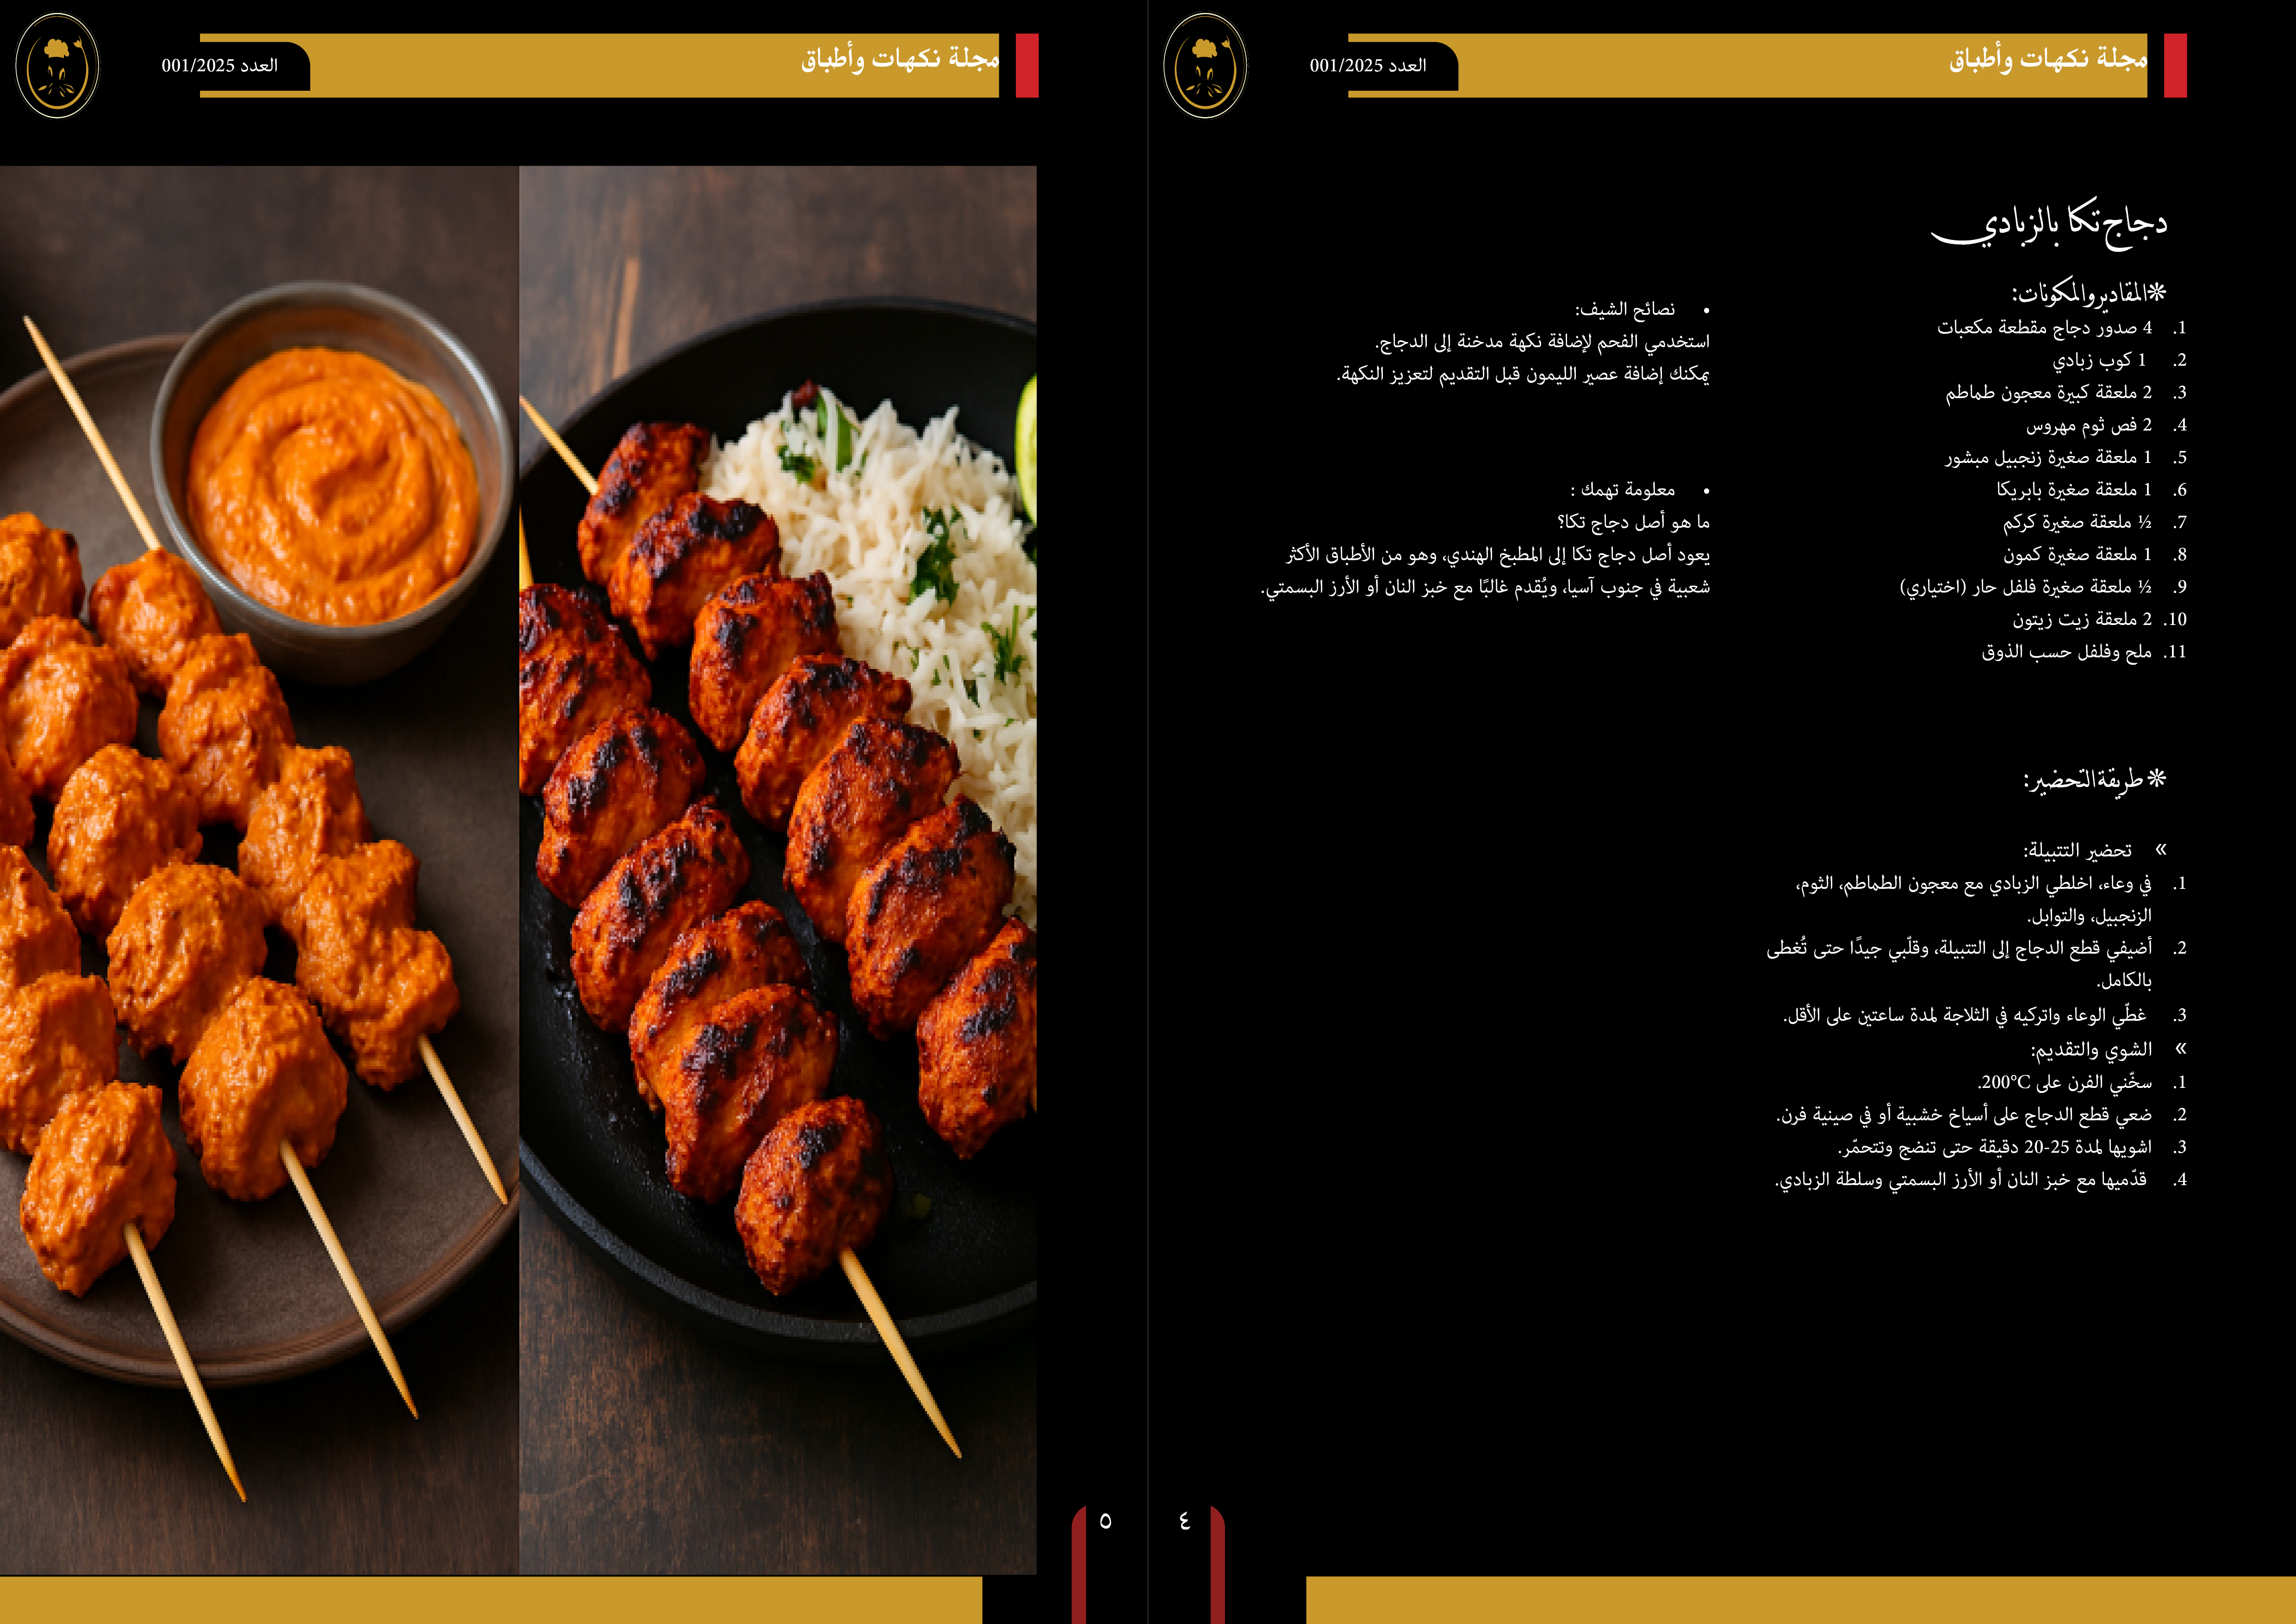 مجلة نكهات وأطباق
العدد 001/2025
دجاج تكا بالزبادي
❊المقادير والمكونات:
1. 4 صدور دجاج مقطعة مكعبات
2. 1 كوب زبادي
3. 2 ملعقة كبيرة معجون طماطم
4. 2 فص ثوم مهروس
5. 1 ملعقة صغيرة زنجبيل مبشور
6. 1 ملعقة صغيرة بابريكا
7. ½ ملعقة صغيرة كركم
8. 1 ملعقة صغيرة كمون
9. ½ ملعقة صغيرة فلفل حار (اختياري)
10. 2 ملعقة زيت زيتون
11. ملح وفلفل حسب الذوق
❊ طريقة التحضير:
» تحضير التتبيلة:
1. في وعاء، اخلطي الزبادي مع معجون الطماطم، الثوم،
الزنجبيل، والتوابل.
2. أضيفي قطع الدجاج إلى التتبيلة، وقلّبي جيدًا حتى تُغطى
بالكامل.
3. غطّي الوعاء واتركيه في الثلاجة لمدة ساعتين على الأقل.
» الشوي والتقديم:
1. سخّني الفرن على 200°C.
2. ضعي قطع الدجاج على أسياخ خشبية أو في صينية فرن.
3. اشويها لمدة 25-20 دقيقة حتى تنضج وتتحمّر.
4. قدّميها مع خبز النان أو الأرز البسمتي وسلطة الزبادي.
• نصائح الشيف:
استخدمي الفحم لإضافة نكهة مدخنة إلى الدجاج.
يمكنك إضافة عصير الليمون قبل التقديم لتعزيز النكهة.
• معلومة تهمك :
ما هو أصل دجاج تكا؟
يعود أصل دجاج تكا إلى المطبخ الهندي، وهو من الأطباق الأكثر
شعبية في جنوب آسيا، ويُقدم غالبًا مع خبز النان أو الأرز البسمتي.
٤
مجلة نكهات وأطباق
العدد 001/2025
٥